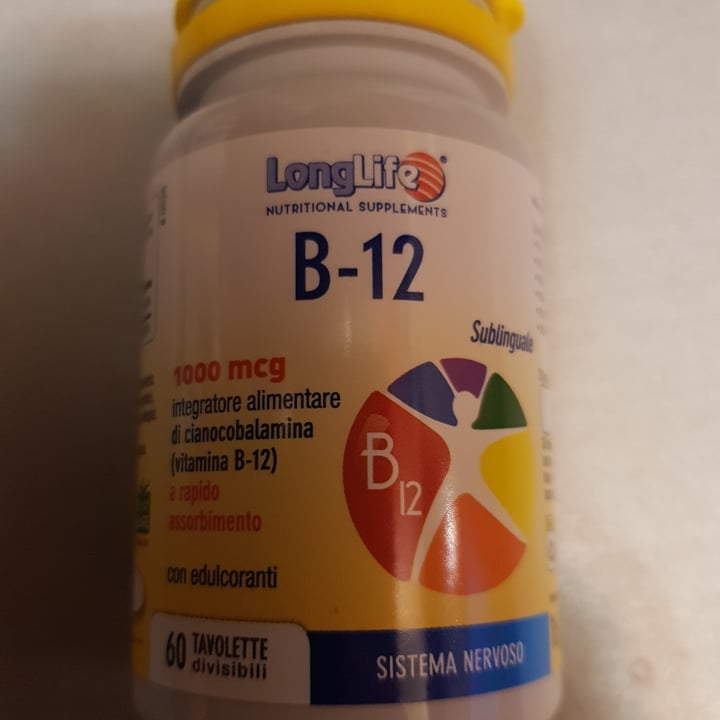 LongLife®
NUTRITIONAL SUPPLEMENTS
B-12
Sublinguale
1000 mcg
integratore alimentare
di cianocobalamina
(vitamina B-12)
a rapido
assorbimento
con edulcoranti
B12
60 TAVOLETTE
divisibili
SISTEMA NERVOSO